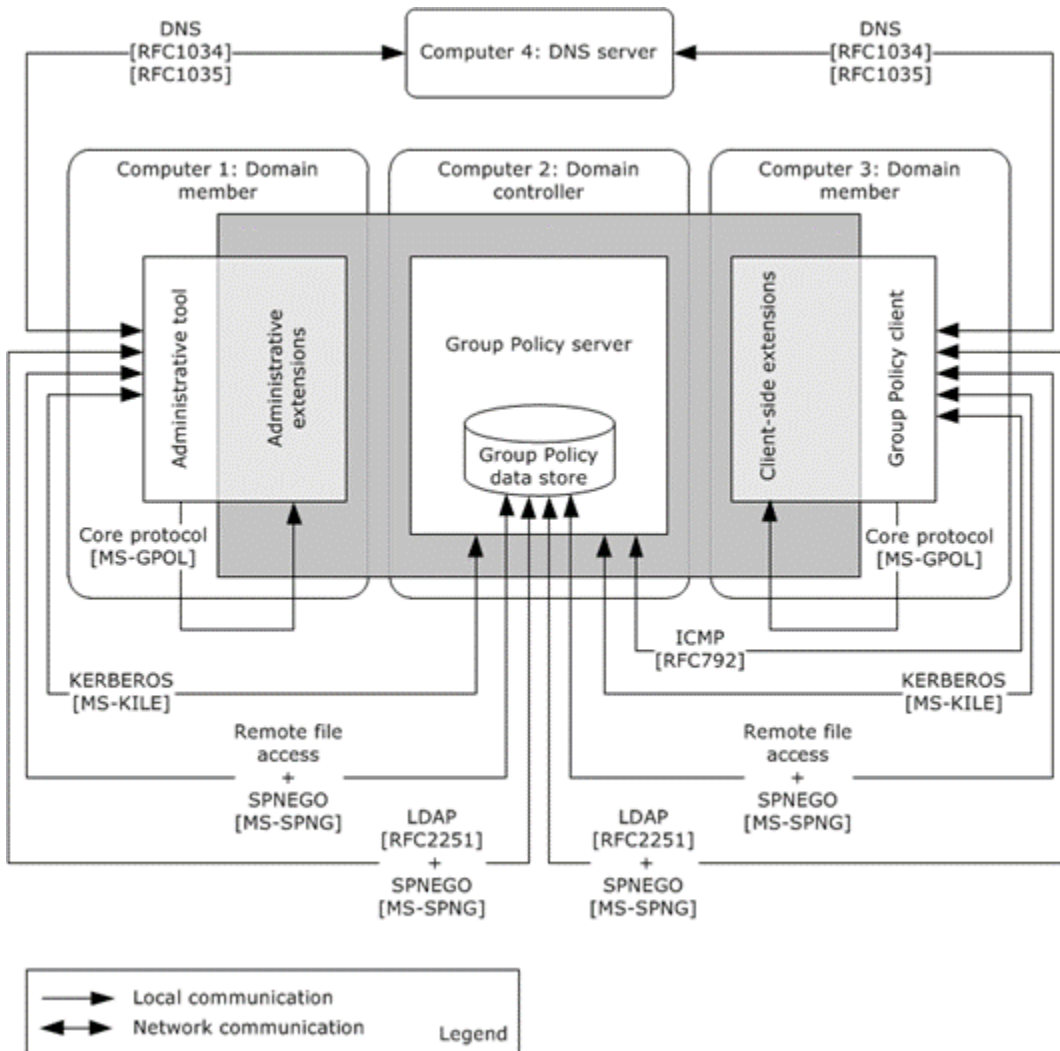 DNS
[RFC1034]
[RFC1035]
Computer 4: DNS server
DNS
[RFC1034]
[RFC1035]
Computer 1: Domain
member
Computer 2: Domain
controller
Computer 3: Domain
member
Administrative tool
Administrative
extensions
Group Policy server
Group Policy
data store
Client-side extensions
Group Policy client
Core protocol
[MS-GPOL]
Core protocol
[MS-GPOL]
ICMP
[RFC792]
KERBEROS
[MS-KILE]
KERBEROS
[MS-KILE]
Remote file
access
+
SPNEGO
[MS-SPNG]
Remote file
access
+
SPNEGO
[MS-SPNG]
LDAP
[RFC2251]
+
SPNEGO
[MS-SPNG]
LDAP
[RFC2251]
+
SPNEGO
[MS-SPNG]
Local communication
Network communication
Legend